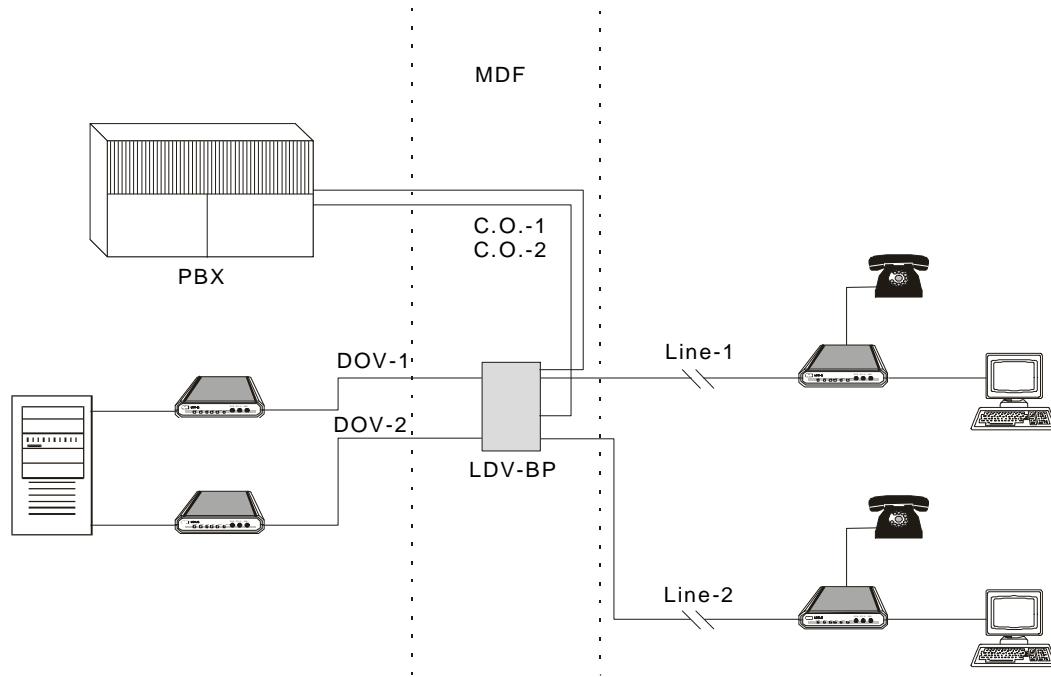 MDF
C.O.-1
C.O.-2
PBX
DOV-1
Line-1
DOV-2
LDV-BP
Line-2